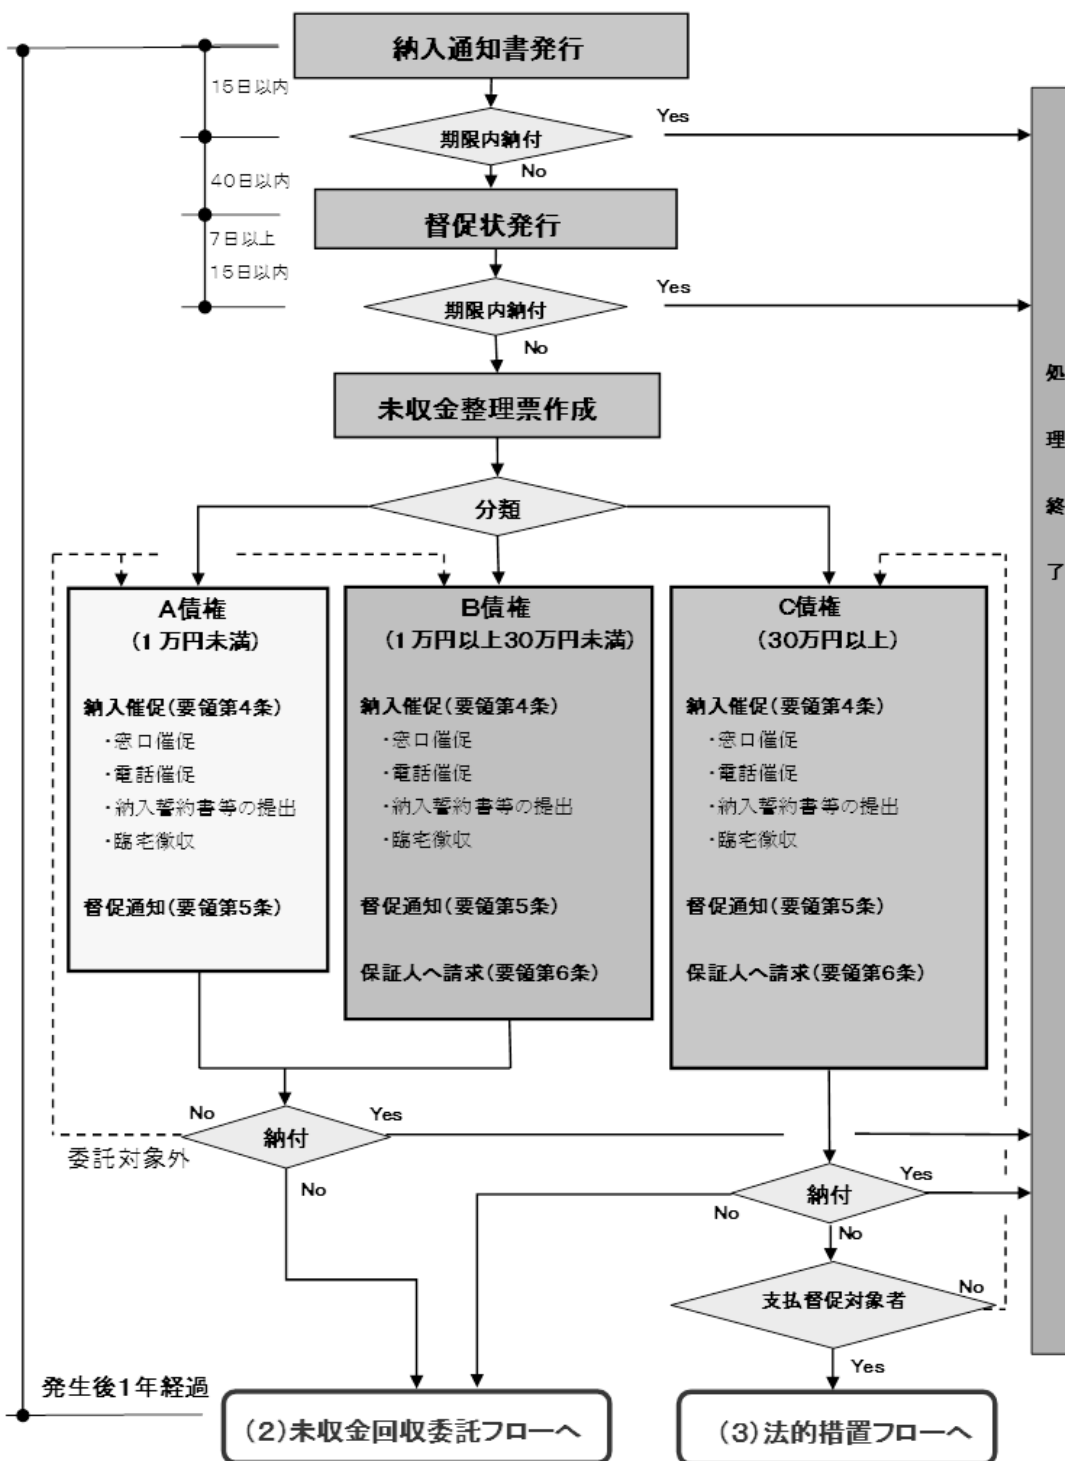 納入通知書発行
15日以内
期限内納付
Yes
No
40日以内
督促状発行
7日以上
15日以内
期限内納付
Yes
No
未収金整理票作成
分類
処
理
終
了
A債権
(1万円未満)
納入催促(要領第4条)
・窓口催促
・電話催促
・納入誓約書等の提出
・臨宅徴収
督促通知(要領第5条)
B債権
(1万円以上30万円未満)
納入催促(要領第4条)
・窓口催促
・電話催促
・納入誓約書等の提出
・臨宅徴収
督促通知(要領第5条)
保証人へ請求(要領第6条)
C債権
(30万円以上)
納入催促(要領第4条)
・窓口催促
・電話催促
・納入誓約書等の提出
・臨宅徴収
督促通知(要領第5条)
保証人へ請求(要領第6条)
No
納付
Yes
委託対象外
No
納付
Yes
No
No
支払督促対象者
No
Yes
発生後1年経過
(2)未収金回収委託フローへ
(3)法的措置フローへ